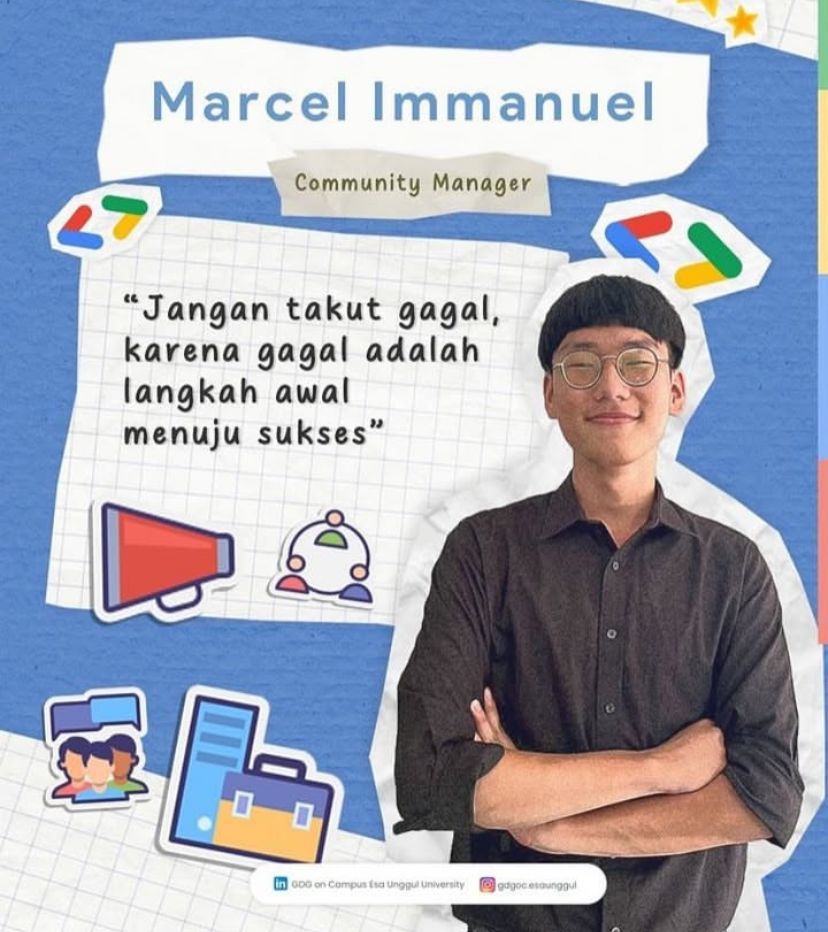 Marcel Immanuel
Community Manager
“Jangan takut gagal,
karena gagal adalah
langkah awal
menuju sukses”
GDG on Campus Esa Unggul University
gdgoc.esaunggul